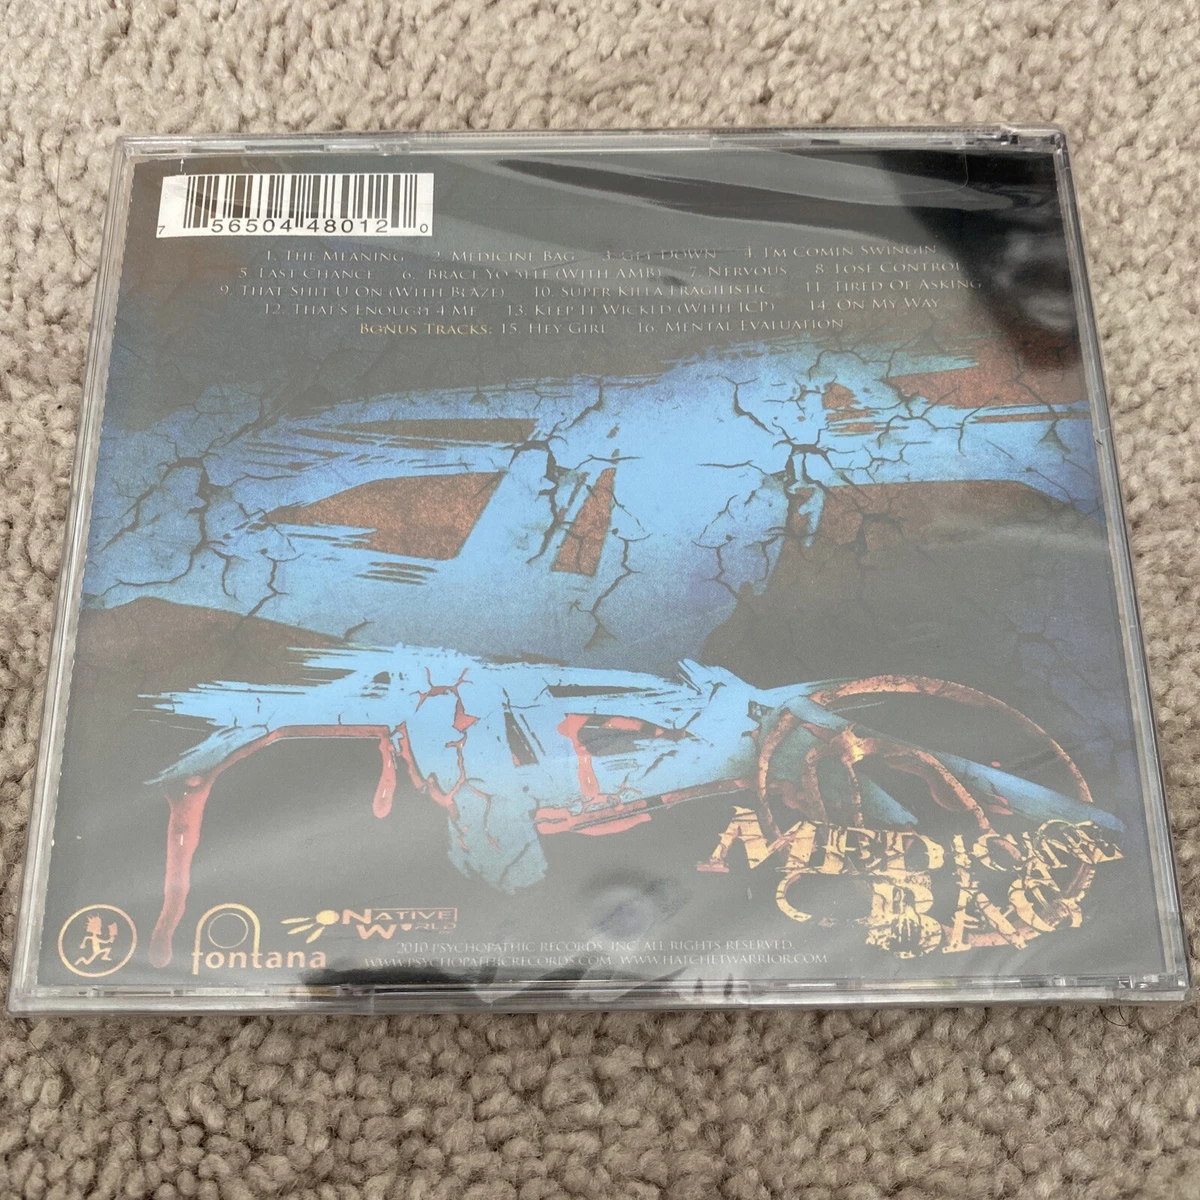 7 56504 48012 0
1. The Meaning 2. Medicine Bag 3. Get Down 4. I'm Comin Swingin
5. Last Chance 6. Brace Yo Self (With AMB) 7. Nervous 8. Lose Control
9. That Shit U On (With Blaze) 10. Super Killa Fragilistic 11. Tired Of Asking
12. That's Enough 4 Me 13. Keep It Wicked (With ICP) 14. On My Way
Bonus Tracks: 15. Hey Girl 16. Mental Evaluation
Medicine
Bag
fontana
Native
World
2010 Psychopathic Records, Inc. All Rights Reserved.
www.psychopathicrecords.com www.hatchetwarrior.com